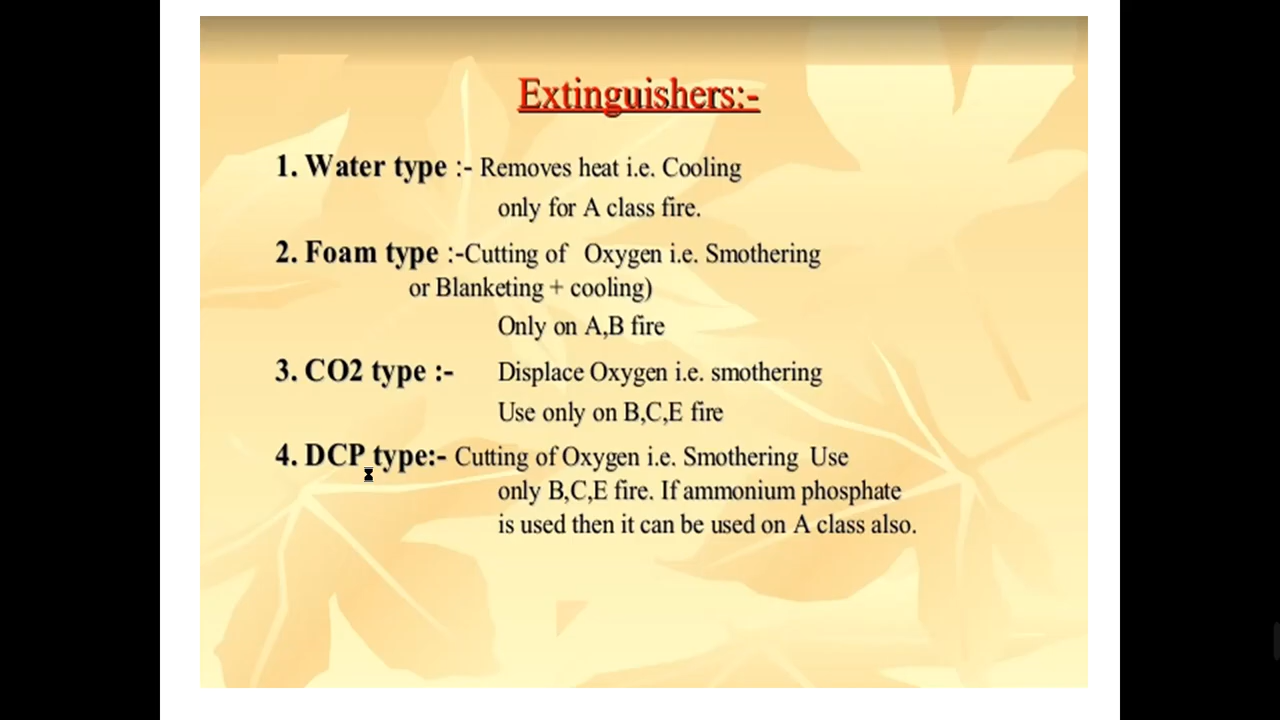 Extinguishers:-
1. Water type :- Removes heat i.e. Cooling
only for A class fire.
2. Foam type :-Cutting of Oxygen i.e. Smothering
or Blanketing + cooling)
Only on A,B fire
3. CO2 type :- Displace Oxygen i.e. smothering
Use only on B,C,E fire
4. DCP type:- Cutting of Oxygen i.e. Smothering Use
only B,C,E fire. If ammonium phosphate
is used then it can be used on A class also.